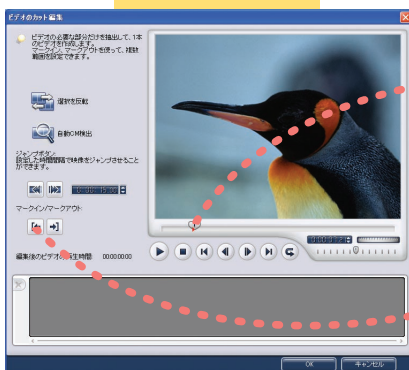 ビデオのカット編集
ビデオの必要な部分だけを抽出して、1本
のビデオを作成します。
マークイン、マークアウトを使って、複数
範囲を設定できます。
選択を反転
自動CM検出
ジャンプボタン
設定した時間間隔で映像をジャンプさせること
ができます。
マークイン/マークアウト
編集後のビデオの再生時間 00:00:00:00
OK
キャンセル